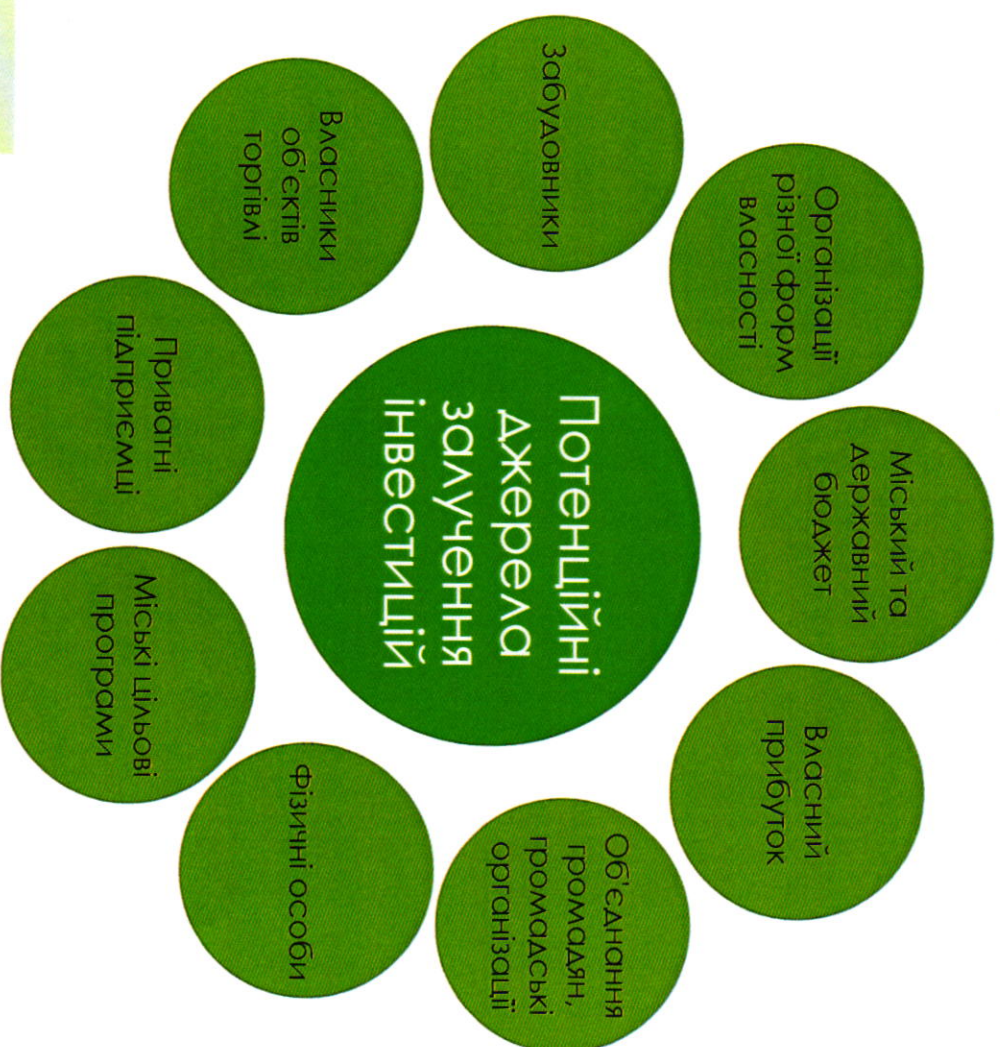 Потенційні
джерела
залучення
інвестицій
Міський та
державний
бюджет
Власний
прибуток
Об'єднання
громадян,
громадські
організації
Фізичні особи
Міські цільові
програми
Приватні
підприємці
Власники
об'єктів
торгівлі
Забудовники
Організації
різної форм
власності